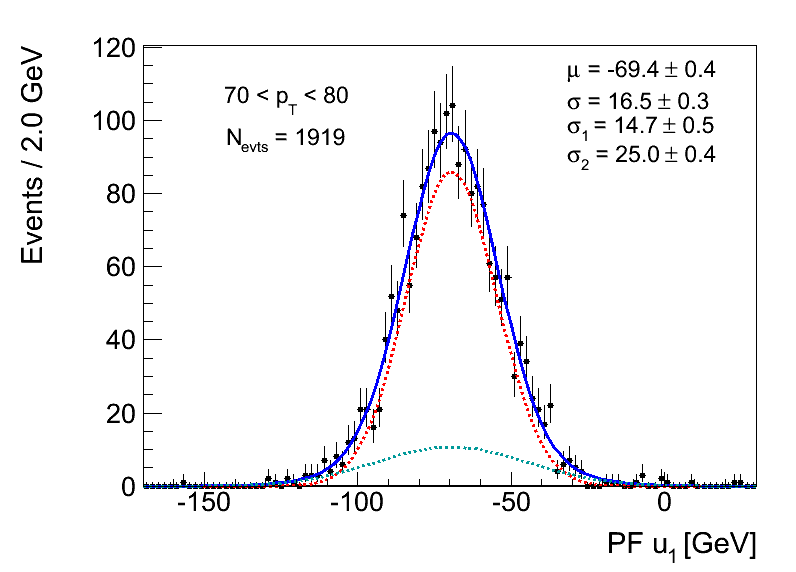 Events / 2.0 GeV
120
100
80
60
40
20
0
70 < p_T < 80
N_evts = 1919
μ = -69.4 ± 0.4
σ = 16.5 ± 0.3
σ_1 = 14.7 ± 0.5
σ_2 = 25.0 ± 0.4
-150 -100 -50 0
PF u_1 [GeV]